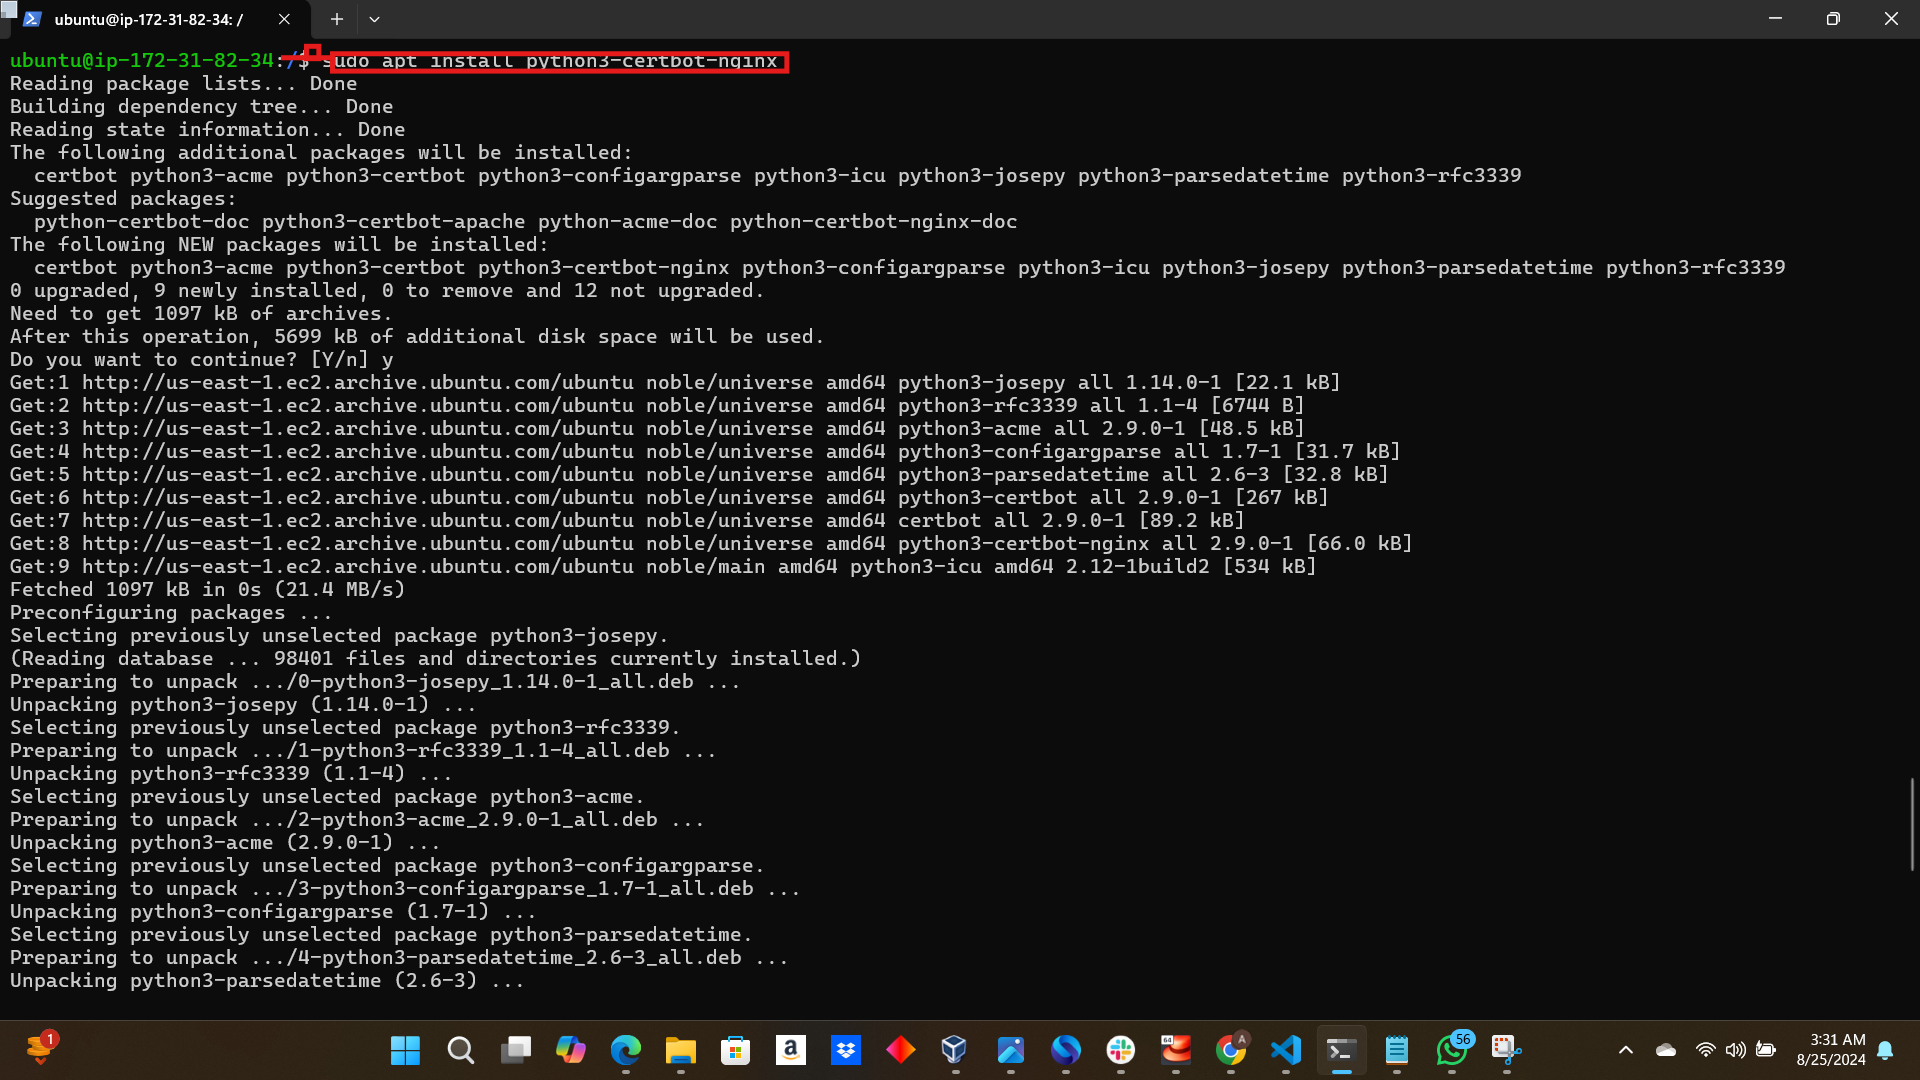 ubuntu@ip-172-31-82-34: /
ubuntu@ip-172-31-82-34:/$ sudo apt install python3-certbot-nginx
Reading package lists... Done
Building dependency tree... Done
Reading state information... Done
The following additional packages will be installed:
  certbot python3-acme python3-certbot python3-configargparse python3-icu python3-josepy python3-parsedatetime python3-rfc3339
Suggested packages:
  python-certbot-doc python3-certbot-apache python-acme-doc python-certbot-nginx-doc
The following NEW packages will be installed:
  certbot python3-acme python3-certbot python3-certbot-nginx python3-configargparse python3-icu python3-josepy python3-parsedatetime python3-rfc3339
0 upgraded, 9 newly installed, 0 to remove and 12 not upgraded.
Need to get 1097 kB of archives.
After this operation, 5699 kB of additional disk space will be used.
Do you want to continue? [Y/n] y
Get:1 http://us-east-1.ec2.archive.ubuntu.com/ubuntu noble/universe amd64 python3-josepy all 1.14.0-1 [22.1 kB]
Get:2 http://us-east-1.ec2.archive.ubuntu.com/ubuntu noble/universe amd64 python3-rfc3339 all 1.1-4 [6744 B]
Get:3 http://us-east-1.ec2.archive.ubuntu.com/ubuntu noble/universe amd64 python3-acme all 2.9.0-1 [48.5 kB]
Get:4 http://us-east-1.ec2.archive.ubuntu.com/ubuntu noble/universe amd64 python3-configargparse all 1.7-1 [31.7 kB]
Get:5 http://us-east-1.ec2.archive.ubuntu.com/ubuntu noble/universe amd64 python3-parsedatetime all 2.6-3 [32.8 kB]
Get:6 http://us-east-1.ec2.archive.ubuntu.com/ubuntu noble/universe amd64 python3-certbot all 2.9.0-1 [267 kB]
Get:7 http://us-east-1.ec2.archive.ubuntu.com/ubuntu noble/universe amd64 certbot all 2.9.0-1 [89.2 kB]
Get:8 http://us-east-1.ec2.archive.ubuntu.com/ubuntu noble/universe amd64 python3-certbot-nginx all 2.9.0-1 [66.0 kB]
Get:9 http://us-east-1.ec2.archive.ubuntu.com/ubuntu noble/main amd64 python3-icu amd64 2.12-1build2 [534 kB]
Fetched 1097 kB in 0s (21.4 MB/s)
Preconfiguring packages ...
Selecting previously unselected package python3-josepy.
(Reading database ... 98401 files and directories currently installed.)
Preparing to unpack .../0-python3-josepy_1.14.0-1_all.deb ...
Unpacking python3-josepy (1.14.0-1) ...
Selecting previously unselected package python3-rfc3339.
Preparing to unpack .../1-python3-rfc3339_1.1-4_all.deb ...
Unpacking python3-rfc3339 (1.1-4) ...
Selecting previously unselected package python3-acme.
Preparing to unpack .../2-python3-acme_2.9.0-1_all.deb ...
Unpacking python3-acme (2.9.0-1) ...
Selecting previously unselected package python3-configargparse.
Preparing to unpack .../3-python3-configargparse_1.7-1_all.deb ...
Unpacking python3-configargparse (1.7-1) ...
Selecting previously unselected package python3-parsedatetime.
Preparing to unpack .../4-python3-parsedatetime_2.6-3_all.deb ...
Unpacking python3-parsedatetime (2.6-3) ...
1
a
64
A
56
3:31 AM
8/25/2024